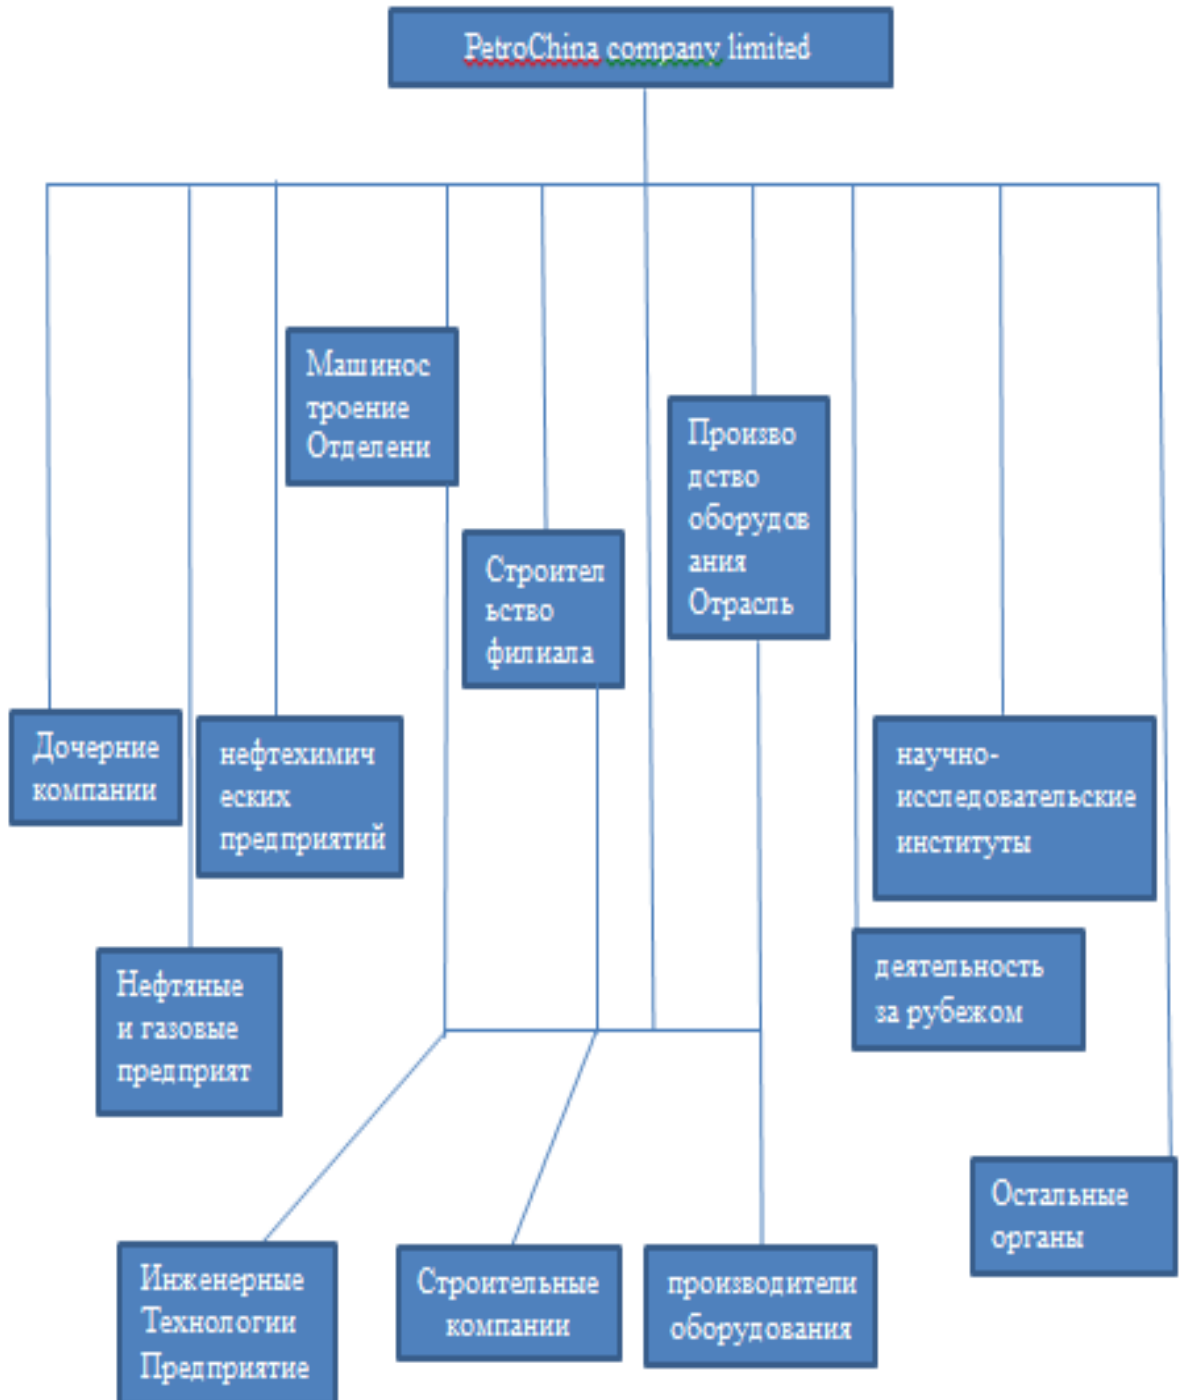 PetroChina company limited
Машинос
троение
Отделени
Произво
дство
оборудов
ания
Отрасль
Строител
ьство
филиала
Дочерние
компании
нефтехимич
еских
предприятий
научно-
исследовательские
институты
Нефтяные
и газовые
предприят
деятельность
за рубежом
Остальные
органы
Инженерные
Технологии
Предприятие
Строительные
компании
производители
оборудования